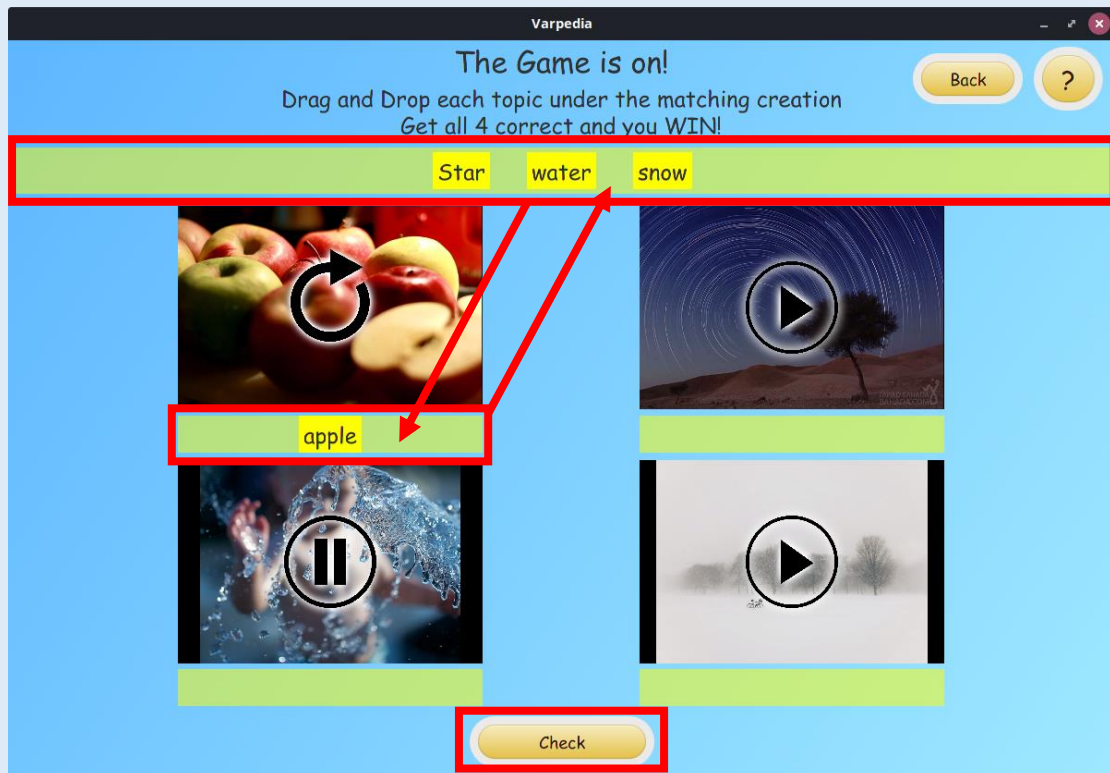 Varpedia
The Game is on!
Back
?
Drag and Drop each topic under the matching creation
Get all 4 correct and you WIN!
Star water snow
apple
Check